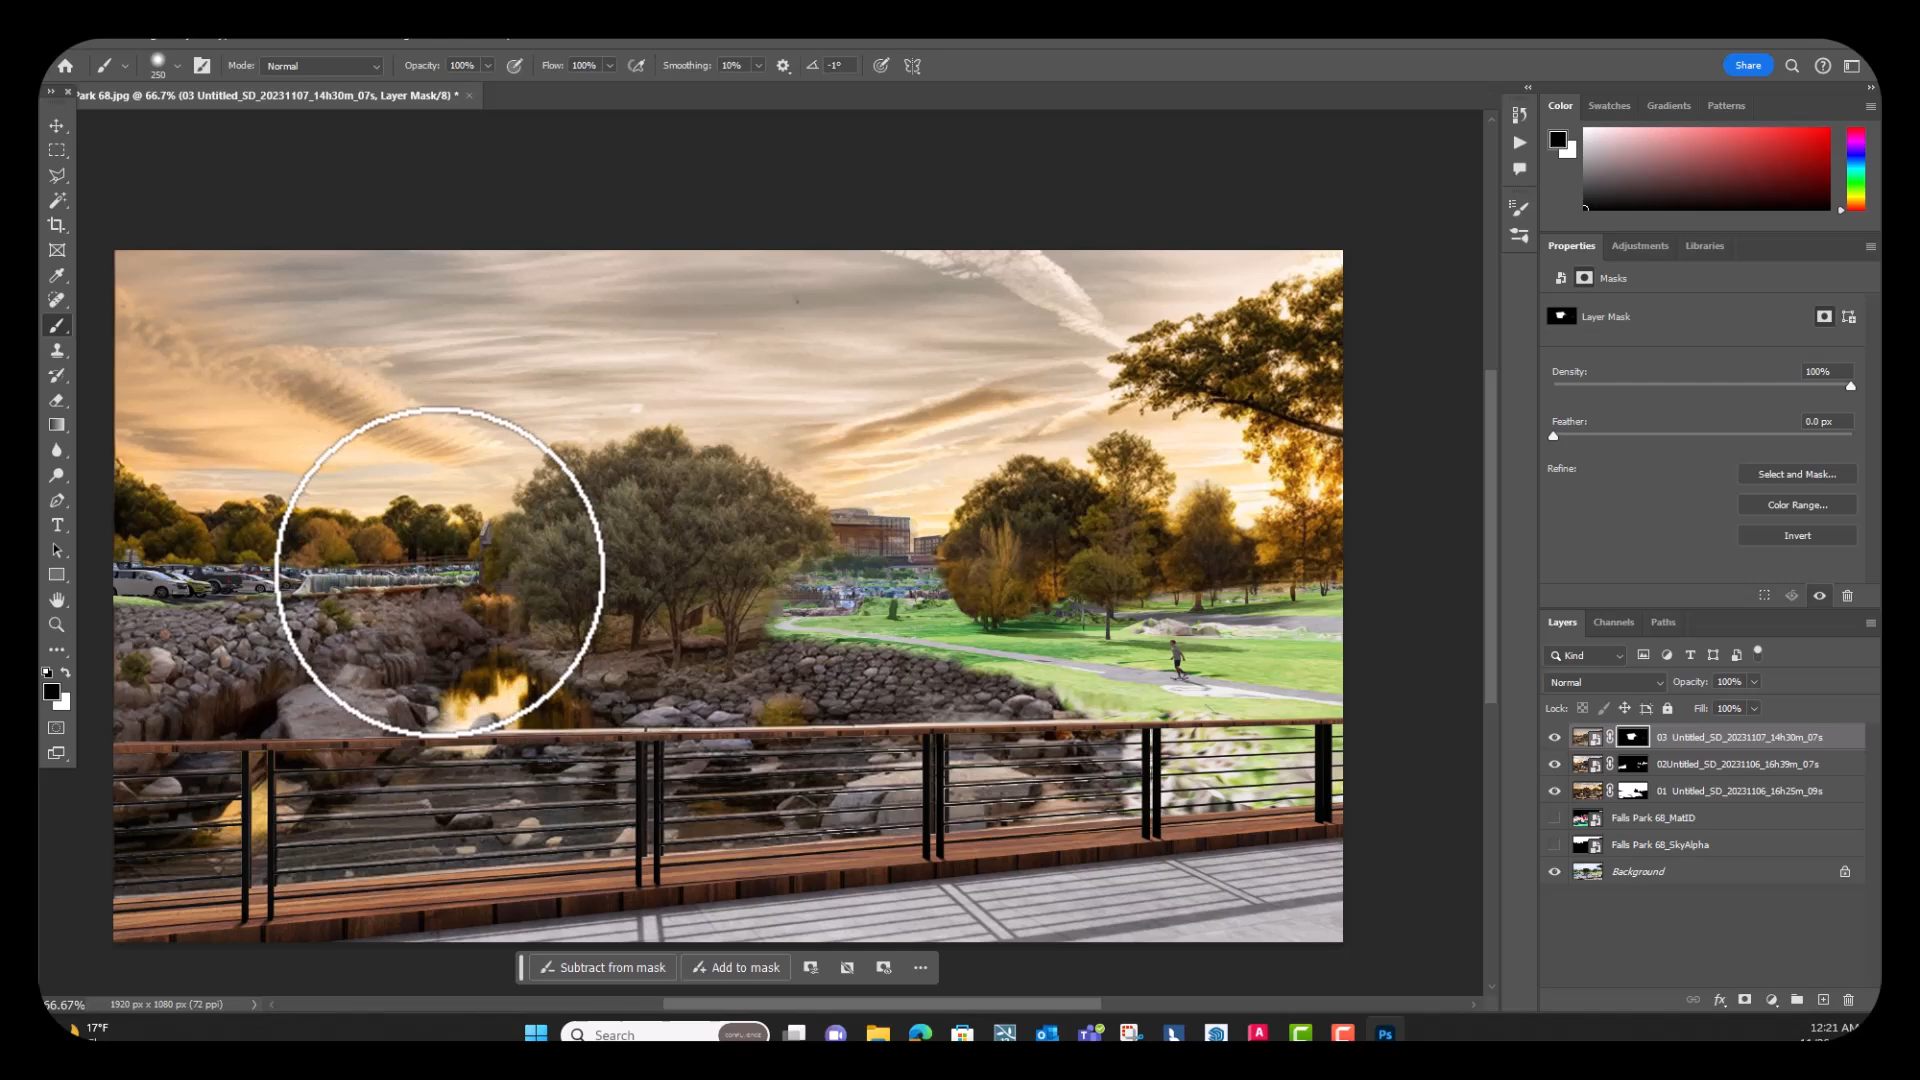 250
Mode:
Normal
Opacity:
100%
Flow:
100%
Smoothing:
10%
-1°
Share
Park 68.jpg @ 66.7% (03 Untitled_SD_20231107_14h30m_07s, Layer Mask/8) *
Color
Swatches
Gradients
Patterns
Properties
Adjustments
Libraries
Masks
Layer Mask
Density:
100%
Feather:
0.0 px
Refine:
Select and Mask...
Color Range...
Invert
Layers
Channels
Paths
Kind
Normal
Opacity:
100%
Lock:
Fill:
100%
03 Untitled_SD_20231107_14h30m_07s
02Untitled_SD_20231106_16h39m_07s
01 Untitled_SD_20231106_16h25m_09s
Falls Park 68_MatID
Falls Park 68_SkyAlpha
Background
Subtract from mask
Add to mask
66.67%
1920 px x 1080 px (72 ppi)
17°F
Search
12:21 AM